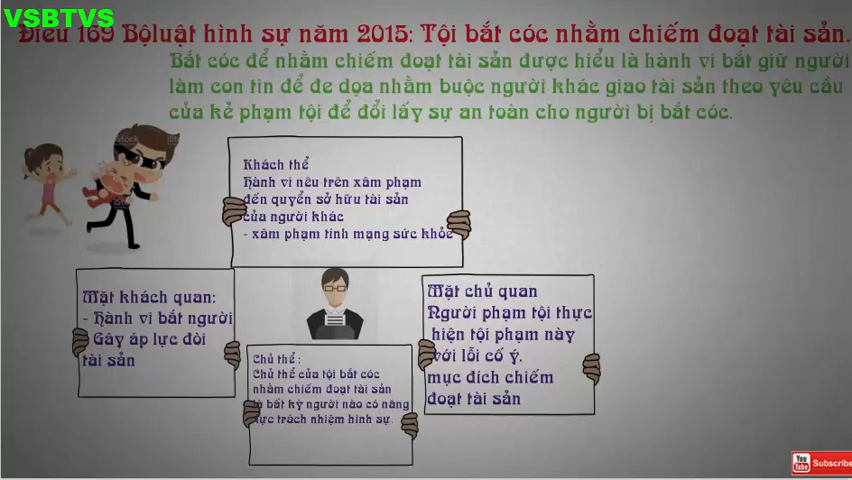 VSBTVS
Điều 169 Bộluật hình sự năm 2015: Tội bắt cóc nhằm chiếm đoạt tài sản.
Bắt cóc để nhằm chiếm đoạt tài sản được hiểu là hành vi bắt giữ người
làm con tin để đe dọa nhằm buộc người khác giao tài sản theo yêu cầu
của kẻ phạm tội để đổi lấy sự an toàn cho người bị bắt cóc.
iStock
Khách thể
Hành vi nêu trên xâm phạm
đến quyền sở hữu tài sản
của người khác
- xâm phạm tính mạng sức khỏe
Mặt khách quan:
- Hành vi bắt người
- Gây áp lực đòi
tài sản
Mặt chủ quan
Người phạm tội thực
hiện tội phạm này
với lỗi cố ý.
mục đích chiếm
đoạt tài sản
Chủ thể :
Chủ thể của tội bắt cóc
nhằm chiếm đoạt tài sản
là bất kỳ người nào có năng
lực trách nhiệm hình sự
You Tube Subscribe